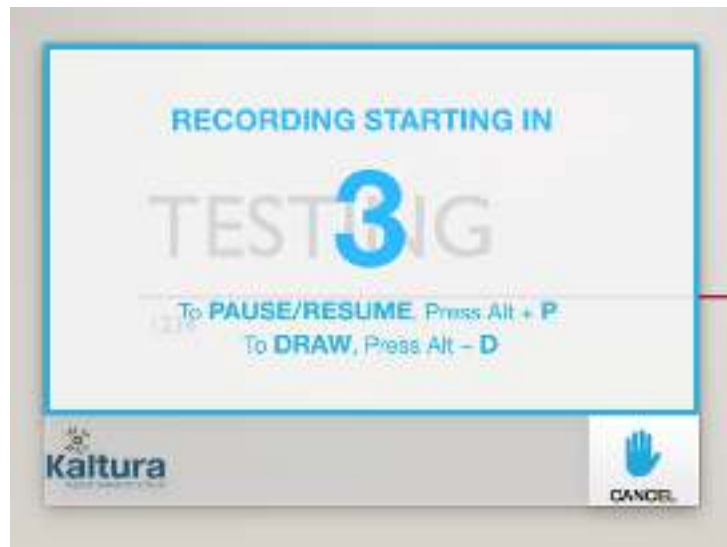 RECORDING STARTING IN
3
TESTING
To PAUSE/RESUME, Press Alt + P
To DRAW, Press Alt + D
Kaltura
CANCEL